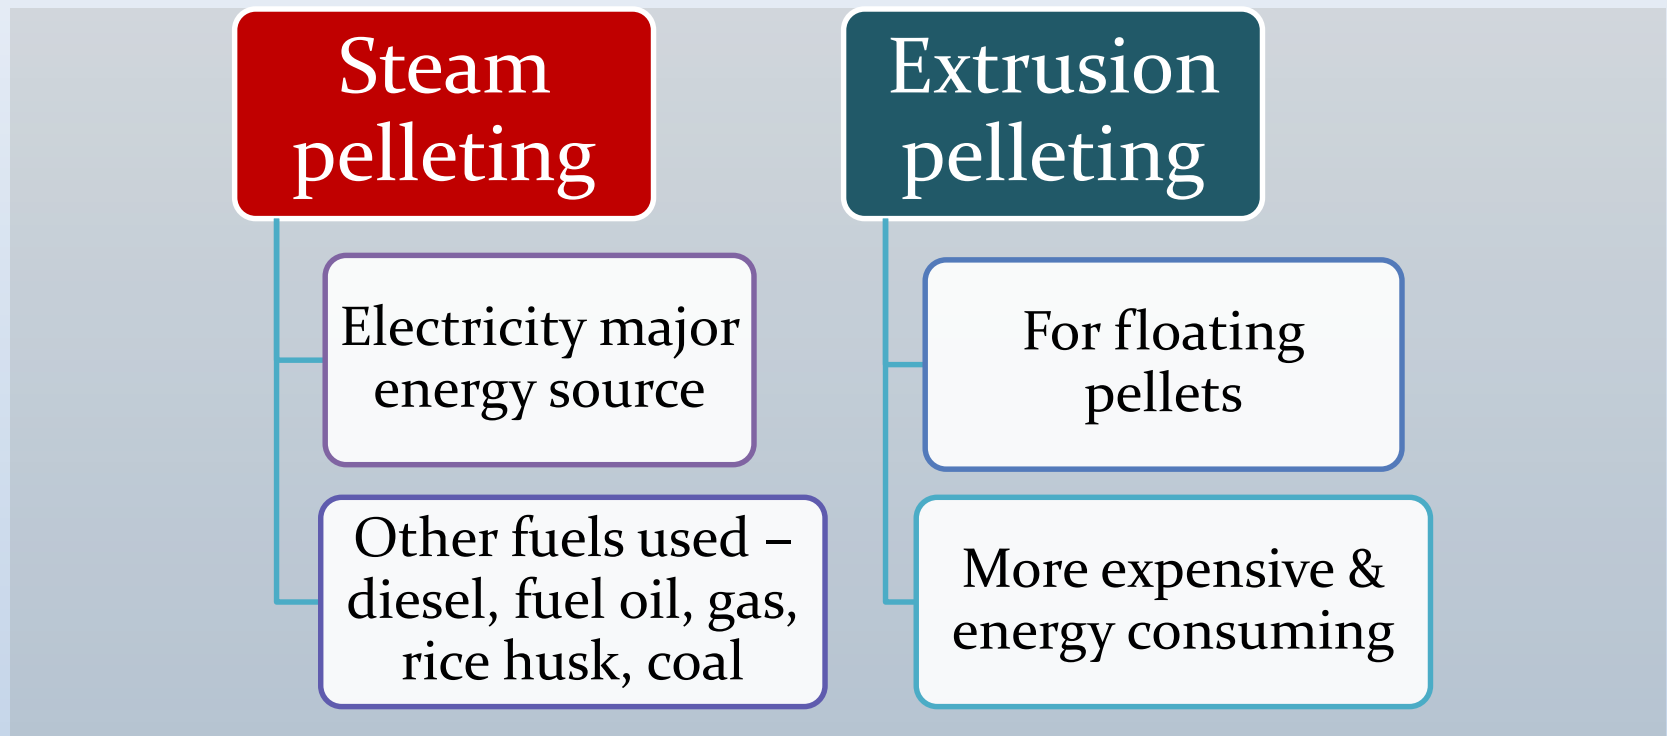 Steam
pelleting
Electricity major
energy source
Other fuels used –
diesel, fuel oil, gas,
rice husk, coal
Extrusion
pelleting
For floating
pellets
More expensive &
energy consuming